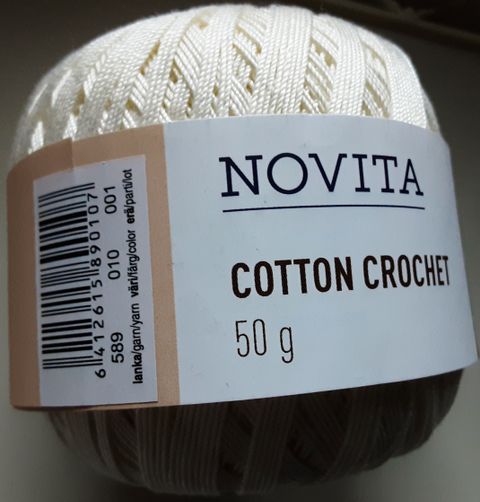 NOVITA
COTTON CROCHET
50 g
6 412615 890107
589 010 001
lanka/garn/yarn väri/färg/color erä/parti/lot